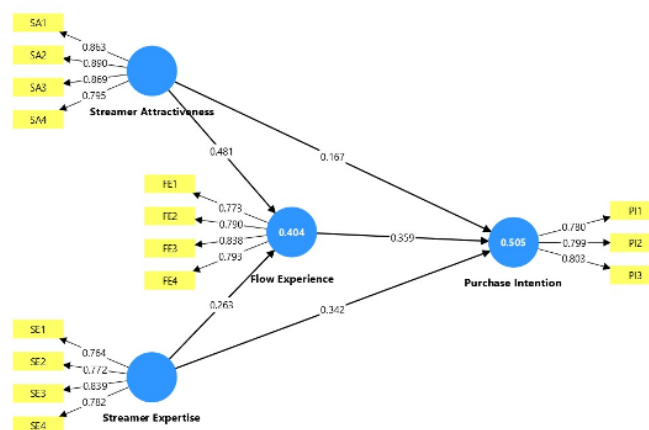 SA1
0.863
SA2
0.890
SA3
0.869
SA4
0.795
Streamer Attractiveness
0.481
0.167
FE1
0.773
FE2
0.790
FE3
0.838
FE4
0.793
0.404
Flow Experience
0.359
PI1
0.780
PI2
0.799
PI3
0.803
0.505
Purchase Intention
0.263
0.342
SE1
0.764
SE2
0.772
SE3
0.839
SE4
0.782
Streamer Expertise